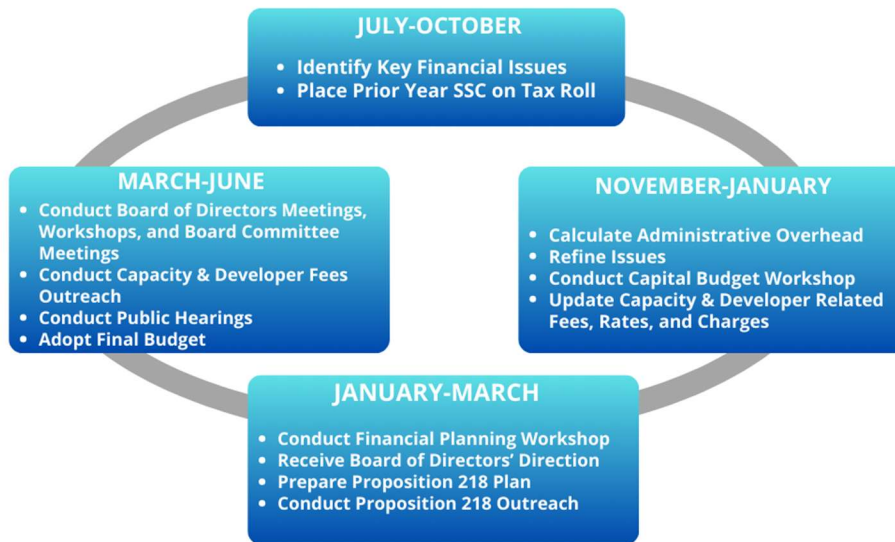 JULY-OCTOBER
• Identify Key Financial Issues
• Place Prior Year SSC on Tax Roll
NOVEMBER-JANUARY
• Calculate Administrative Overhead
• Refine Issues
• Conduct Capital Budget Workshop
• Update Capacity & Developer Related
Fees, Rates, and Charges
JANUARY-MARCH
• Conduct Financial Planning Workshop
• Receive Board of Directors’ Direction
• Prepare Proposition 218 Plan
• Conduct Proposition 218 Outreach
MARCH-JUNE
• Conduct Board of Directors Meetings,
Workshops, and Board Committee
Meetings
• Conduct Capacity & Developer Fees
Outreach
• Conduct Public Hearings
• Adopt Final Budget